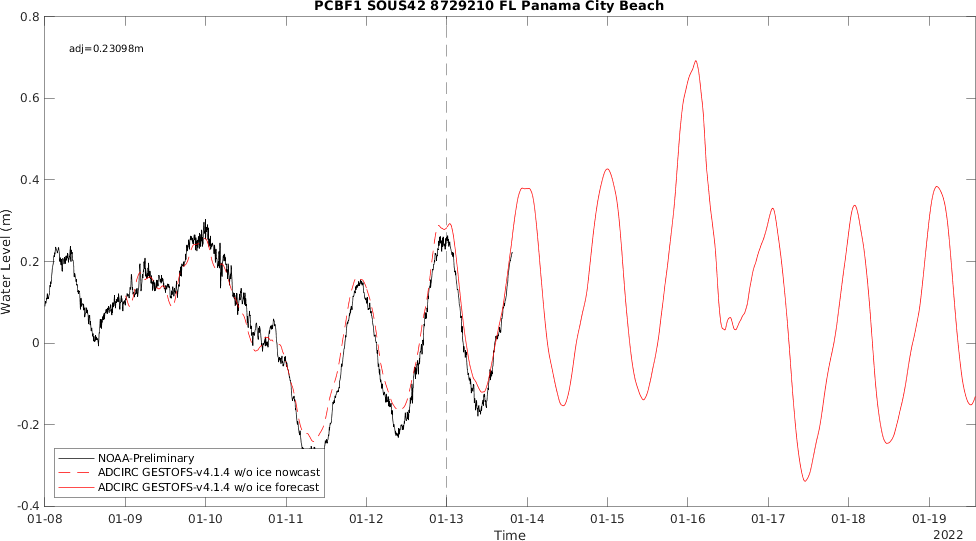 PCBF1 SOUS42 8729210 FL Panama City Beach
adj=0.23098m
0.8
0.6
0.4
0.2
0
-0.2
-0.4
Water Level (m)
NOAA-Preliminary
ADCIRC GESTOFS-v4.1.4 w/o ice nowcast
ADCIRC GESTOFS-v4.1.4 w/o ice forecast
01-08 01-09 01-10 01-11 01-12 01-13 01-14 01-15 01-16 01-17 01-18 01-19
Time
2022